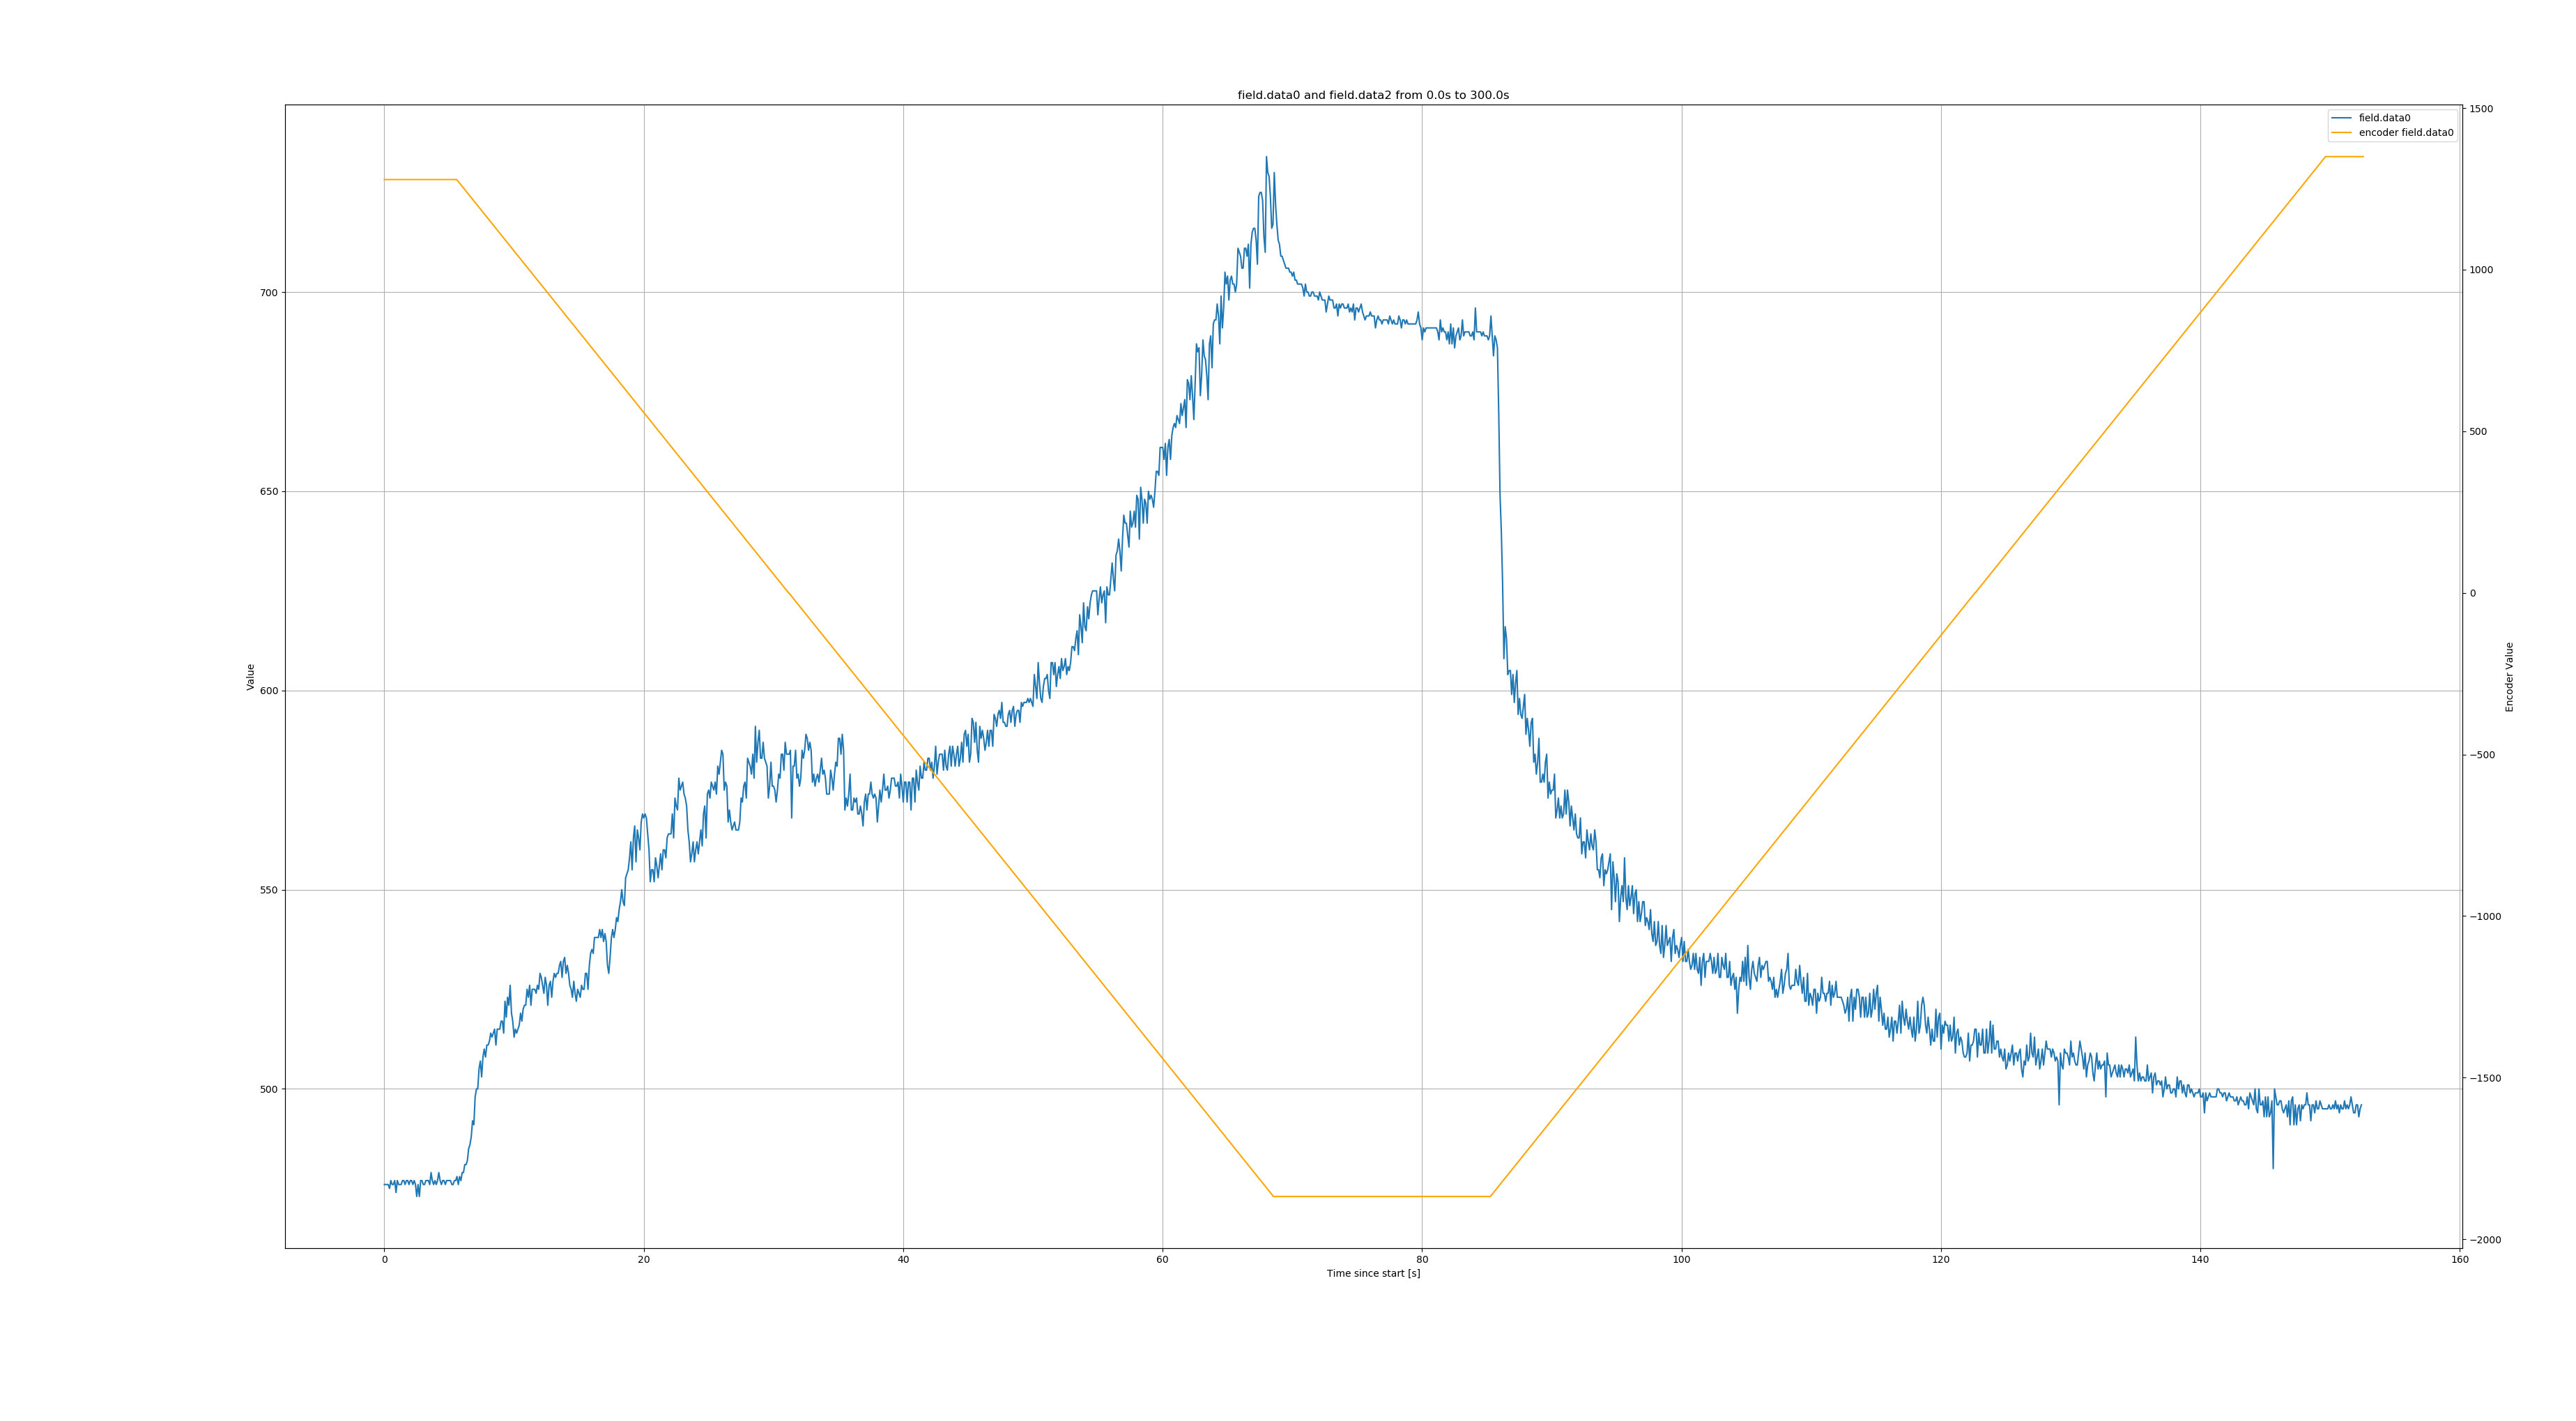 field.data0 and field.data2 from 0.0s to 300.0s
field.data0
encoder field.data0
Value
700
650
600
550
500
1500
1000
500
0
−500
−1000
−1500
−2000
Encoder Value
0 20 40 60 80 100 120 140 160
Time since start [s]